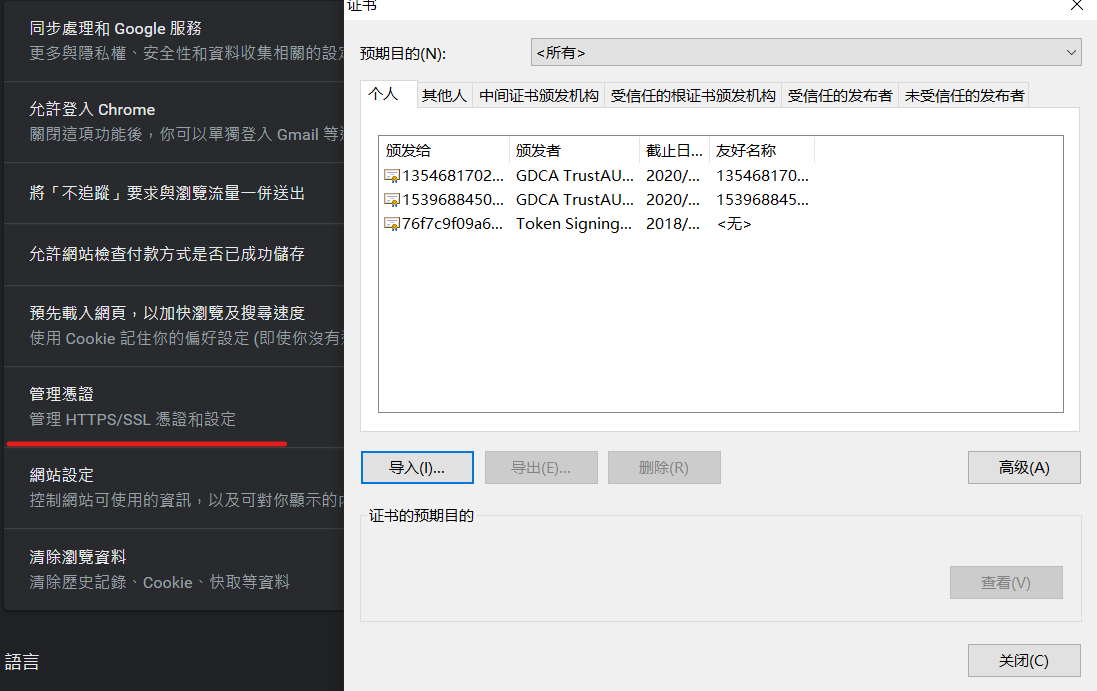 同步處理和 Google 服務
更多與隱私權、安全性和資料收集相關的設定
允許登入 Chrome
關閉這項功能後，你可以單獨登入 Gmail 等
將「不追蹤」要求與瀏覽流量一併送出
允許網站檢查付款方式是否已成功儲存
預先載入網頁，以加快瀏覽及搜尋速度
使用 Cookie 記住你的偏好設定 (即使你沒有
管理憑證
管理 HTTPS/SSL 憑證和設定
網站設定
控制網站可使用的資訊，以及可對你顯示的內
清除瀏覽資料
清除歷史記錄、Cookie、快取等資料
語言
证书
预期目的(N):
<所有>
个人 其他人 中间证书颁发机构 受信任的根证书颁发机构 受信任的发布者 未受信任的发布者
颁发给 颁发者 截止日... 友好名称
1354681702... GDCA TrustAU... 2020/... 135468170...
1539688450... GDCA TrustAU... 2020/... 153968845...
76f7c9f09a6... Token Signing... 2018/... <无>
导入(I)... 导出(E)... 删除(R) 高级(A)
证书的预期目的
查看(V)
关闭(C)